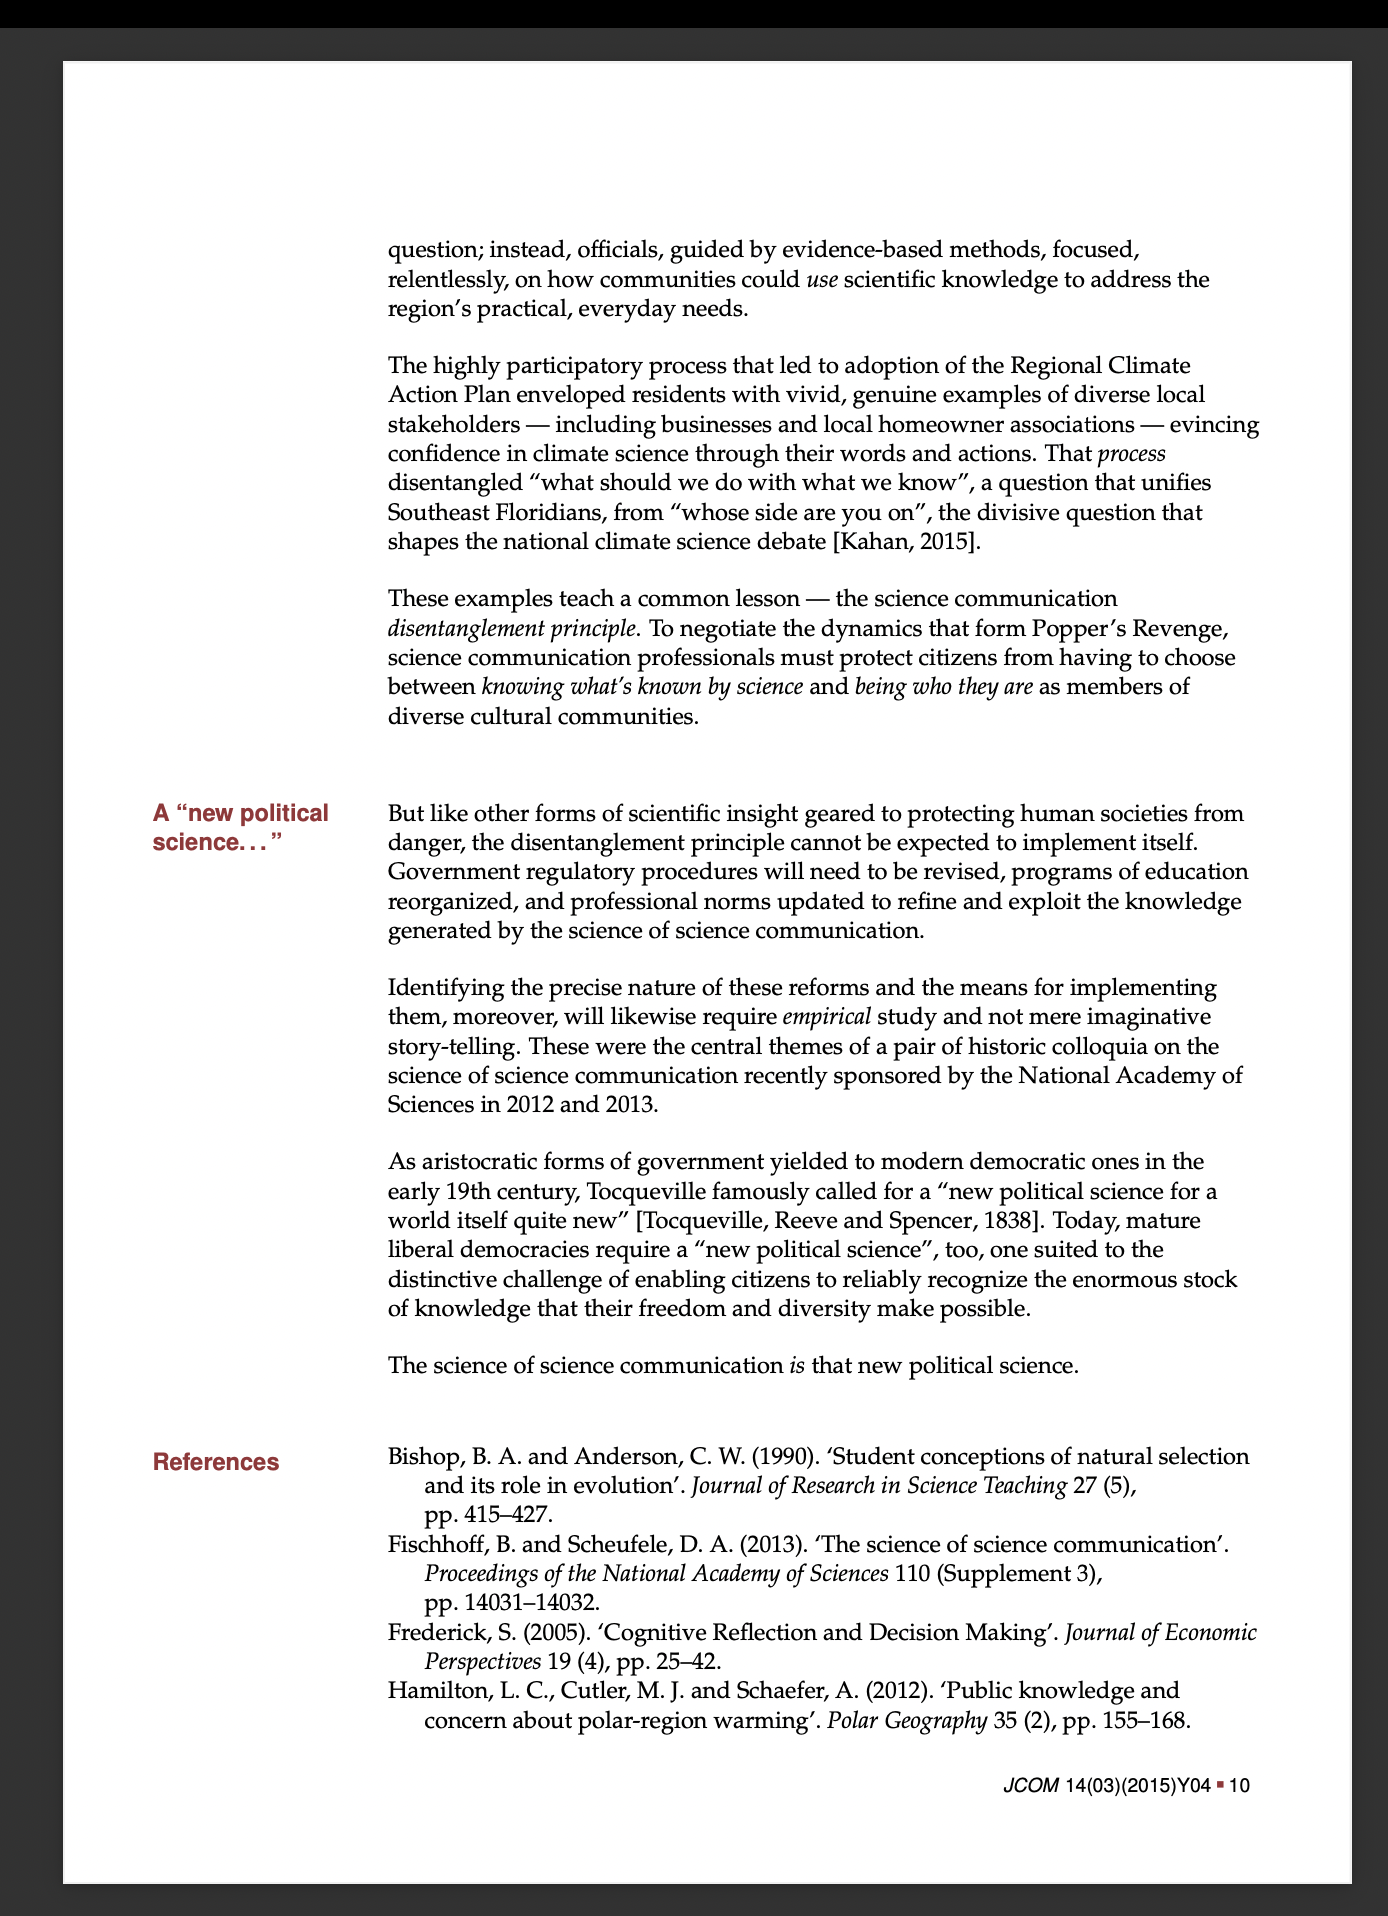 question; instead, officials, guided by evidence-based methods, focused,
relentlessly, on how communities could use scientific knowledge to address the
region’s practical, everyday needs.
The highly participatory process that led to adoption of the Regional Climate
Action Plan enveloped residents with vivid, genuine examples of diverse local
stakeholders — including businesses and local homeowner associations — evincing
confidence in climate science through their words and actions. That process
disentangled “what should we do with what we know”, a question that unifies
Southeast Floridians, from “whose side are you on”, the divisive question that
shapes the national climate science debate [Kahan, 2015].
These examples teach a common lesson — the science communication
disentanglement principle. To negotiate the dynamics that form Popper’s Revenge,
science communication professionals must protect citizens from having to choose
between knowing what’s known by science and being who they are as members of
diverse cultural communities.
A “new political
science. . . ”
But like other forms of scientific insight geared to protecting human societies from
danger, the disentanglement principle cannot be expected to implement itself.
Government regulatory procedures will need to be revised, programs of education
reorganized, and professional norms updated to refine and exploit the knowledge
generated by the science of science communication.
Identifying the precise nature of these reforms and the means for implementing
them, moreover, will likewise require empirical study and not mere imaginative
story-telling. These were the central themes of a pair of historic colloquia on the
science of science communication recently sponsored by the National Academy of
Sciences in 2012 and 2013.
As aristocratic forms of government yielded to modern democratic ones in the
early 19th century, Tocqueville famously called for a “new political science for a
world itself quite new” [Tocqueville, Reeve and Spencer, 1838]. Today, mature
liberal democracies require a “new political science”, too, one suited to the
distinctive challenge of enabling citizens to reliably recognize the enormous stock
of knowledge that their freedom and diversity make possible.
The science of science communication is that new political science.
References
Bishop, B. A. and Anderson, C. W. (1990). ‘Student conceptions of natural selection
and its role in evolution’. Journal of Research in Science Teaching 27 (5),
pp. 415–427.
Fischhoff, B. and Scheufele, D. A. (2013). ‘The science of science communication’.
Proceedings of the National Academy of Sciences 110 (Supplement 3),
pp. 14031–14032.
Frederick, S. (2005). ‘Cognitive Reflection and Decision Making’. Journal of Economic
Perspectives 19 (4), pp. 25–42.
Hamilton, L. C., Cutler, M. J. and Schaefer, A. (2012). ‘Public knowledge and
concern about polar-region warming’. Polar Geography 35 (2), pp. 155–168.
JCOM 14(03)(2015)Y04 ▪ 10